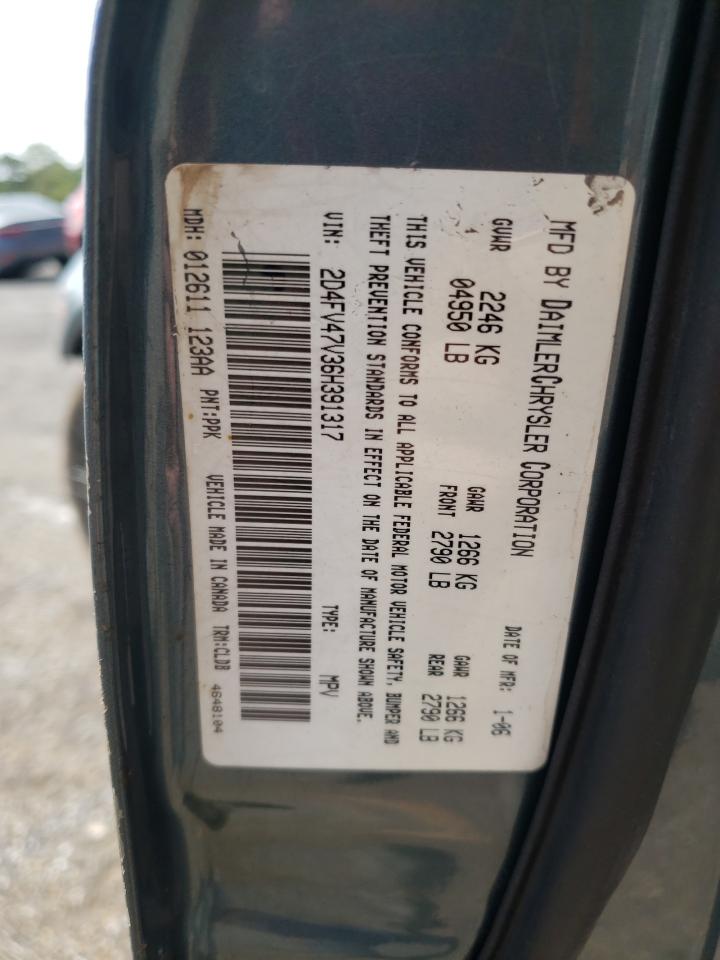 MFD BY DAIMLERCHRYSLER CORPORATION
DATE OF MFR: 1-06
GVWR 2246 KG
04950 LB
GAWR FRONT 1266 KG
2790 LB
GAWR REAR 1266 KG
2790 LB
THIS VEHICLE CONFORMS TO ALL APPLICABLE FEDERAL MOTOR VEHICLE SAFETY, BUMPER AND
THEFT PREVENTION STANDARDS IN EFFECT ON THE DATE OF MANUFACTURE SHOWN ABOVE.
VIN: 2D4FV47V36H391317 TYPE: MPV
MDH: 012611 123AA PNT:PPK VEHICLE MADE IN CANADA TRM:CLDB 4648104